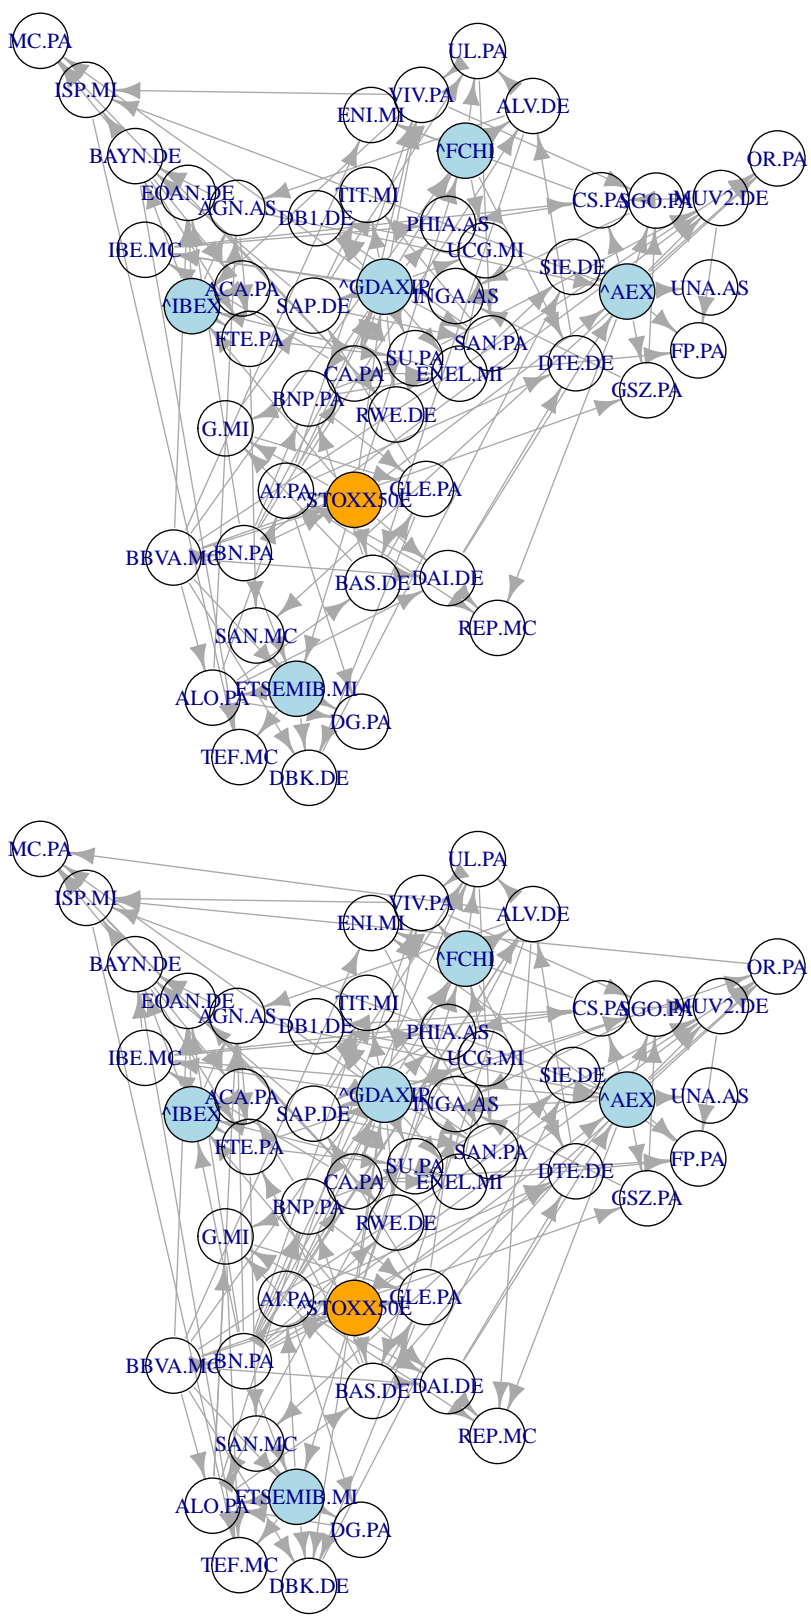 MC.PA
UL.PA
ISP.MI
VIV.PA
ALV.DE
ENI.MI
^FCHI
BAYN.DE
OR.PA
EOAN.DE
TIT.MI
CS.PA
SGO.PA
MUV2.DE
AGN.AS
DB1.DE
PHIA.AS
IBE.MC
UCG.MI
SIE.DE
ACA.PA
^GDAXIP
INGA.AS
^AEX
UNA.AS
^IBEX
SAP.DE
FTE.PA
SAN.PA
SU.PA
FP.PA
DTE.DE
CA.PA
ENEL.MI
GSZ.PA
BNP.PA
RWE.DE
G.MI
AI.PA
^STOXX50E
GLE.PA
BBVA.MC
BN.PA
BAS.DE
DAI.DE
SAN.MC
REP.MC
ALO.PA
FTSEMIB.MI
DG.PA
TEF.MC
DBK.DE
MC.PA
UL.PA
ISP.MI
VIV.PA
ALV.DE
ENI.MI
^FCHI
BAYN.DE
OR.PA
EOAN.DE
TIT.MI
CS.PA
SGO.PA
MUV2.DE
AGN.AS
DB1.DE
PHIA.AS
IBE.MC
UCG.MI
SIE.DE
ACA.PA
^GDAXIP
INGA.AS
^AEX
UNA.AS
^IBEX
SAP.DE
FTE.PA
SAN.PA
SU.PA
FP.PA
DTE.DE
CA.PA
ENEL.MI
GSZ.PA
BNP.PA
RWE.DE
G.MI
AI.PA
^STOXX50E
GLE.PA
BBVA.MC
BN.PA
BAS.DE
DAI.DE
SAN.MC
REP.MC
ALO.PA
FTSEMIB.MI
DG.PA
TEF.MC
DBK.DE